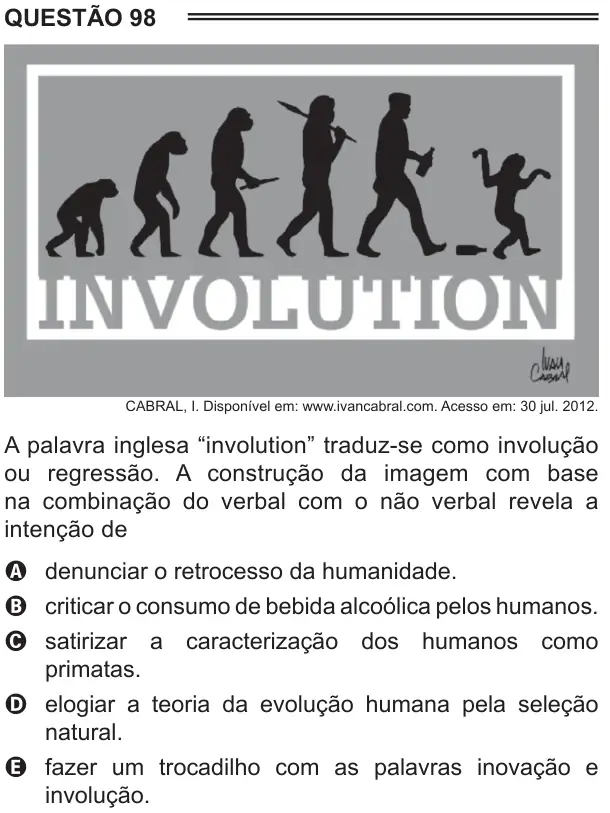 QUESTÃO 98
INVOLUTION
Ivan
Cabral
CABRAL, I. Disponível em: www.ivancabral.com. Acesso em: 30 jul. 2012.
A palavra inglesa “involution” traduz-se como involução
ou regressão. A construção da imagem com base
na combinação do verbal com o não verbal revela a
intenção de
A denunciar o retrocesso da humanidade.
B criticar o consumo de bebida alcoólica pelos humanos.
C satirizar a caracterização dos humanos como
primatas.
D elogiar a teoria da evolução humana pela seleção
natural.
E fazer um trocadilho com as palavras inovação e
involução.